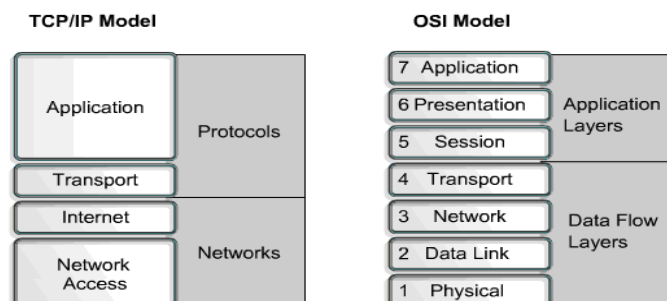 TCP/IP Model
Application
Protocols
Transport
Internet
Networks
Network
Access
OSI Model
7 Application
6 Presentation
Application
Layers
5 Session
4 Transport
3 Network
Data Flow
Layers
2 Data Link
1 Physical